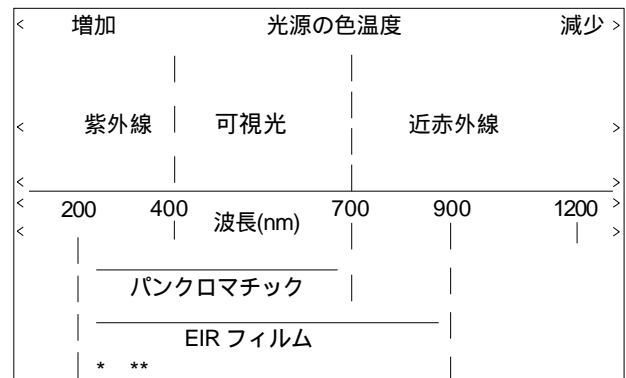 増加 光源の色温度 減少
紫外線 可視光 近赤外線
200 400 波長(nm) 700 900 1200
パンクロマチック
EIR フィルム
* **